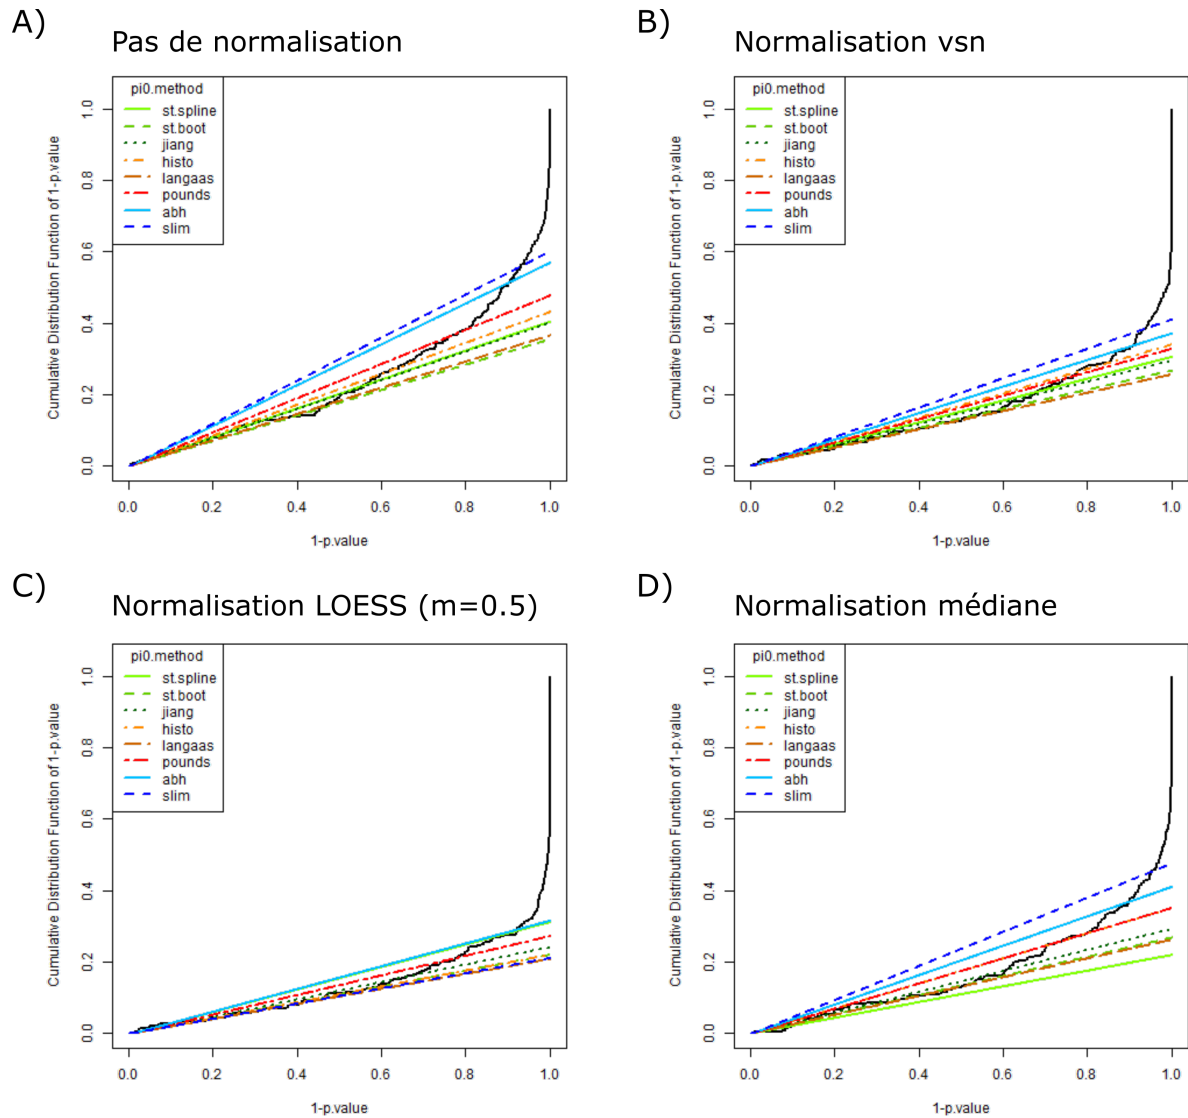 A)
Pas de normalisation
Cumulative Distribution Function of 1-p.value
pi0.method
st.spline
st.boot
jiang
histo
langaas
pounds
abh
slim
0.0
0.2
0.4
0.6
0.8
1.0
0.0 0.2 0.4 0.6 0.8 1.0
1-p.value
B)
Normalisation vsn
Cumulative Distribution Function of 1-p.value
pi0.method
st.spline
st.boot
jiang
histo
langaas
pounds
abh
slim
0.0
0.2
0.4
0.6
0.8
1.0
0.0 0.2 0.4 0.6 0.8 1.0
1-p.value
C)
Normalisation LOESS (m=0.5)
Cumulative Distribution Function of 1-p.value
pi0.method
st.spline
st.boot
jiang
histo
langaas
pounds
abh
slim
0.0
0.2
0.4
0.6
0.8
1.0
0.0 0.2 0.4 0.6 0.8 1.0
1-p.value
D)
Normalisation médiane
Cumulative Distribution Function of 1-p.value
pi0.method
st.spline
st.boot
jiang
histo
langaas
pounds
abh
slim
0.0
0.2
0.4
0.6
0.8
1.0
0.0 0.2 0.4 0.6 0.8 1.0
1-p.value